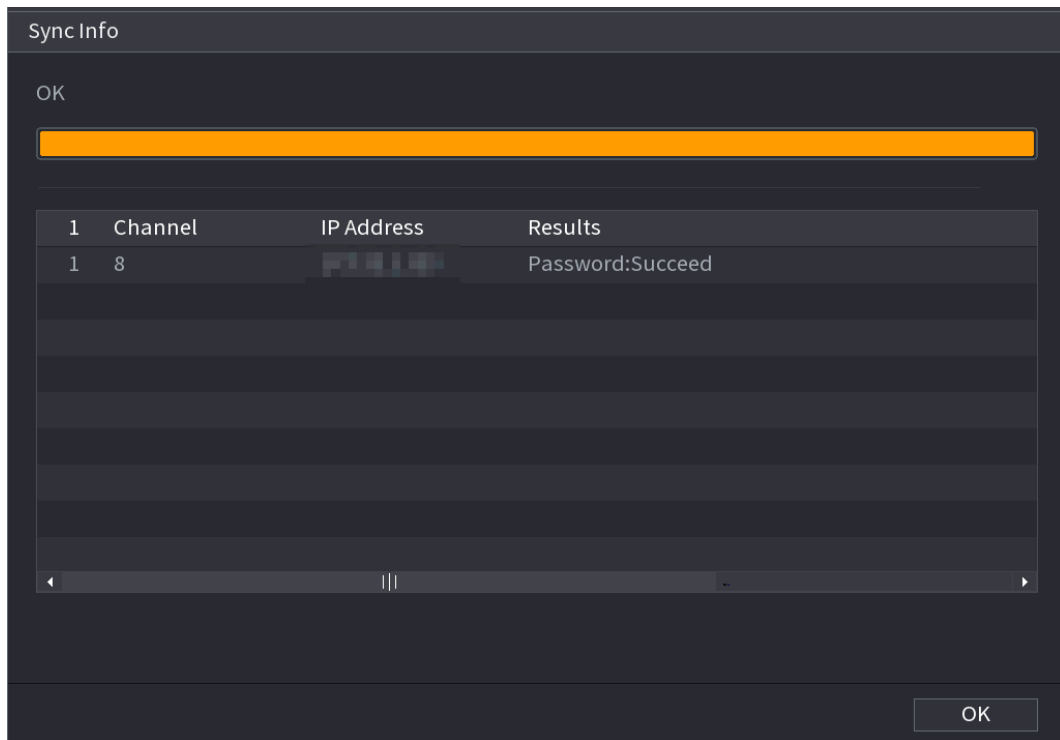 Sync Info
OK
1 Channel IP Address Results
1 8 Password:Succeed
OK